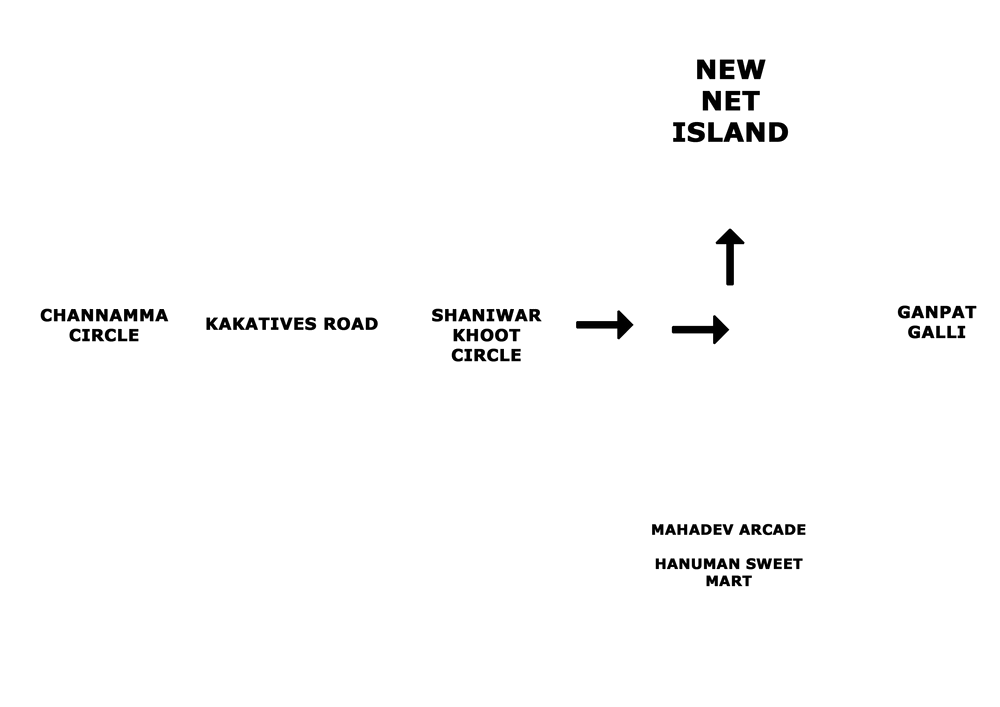 NEW
NET
ISLAND
CHANNAMMA
CIRCLE
KAKATIVES ROAD
SHANIWAR
KHOOT
CIRCLE
GANPAT
GALLI
MAHADEV ARCADE
HANUMAN SWEET
MART